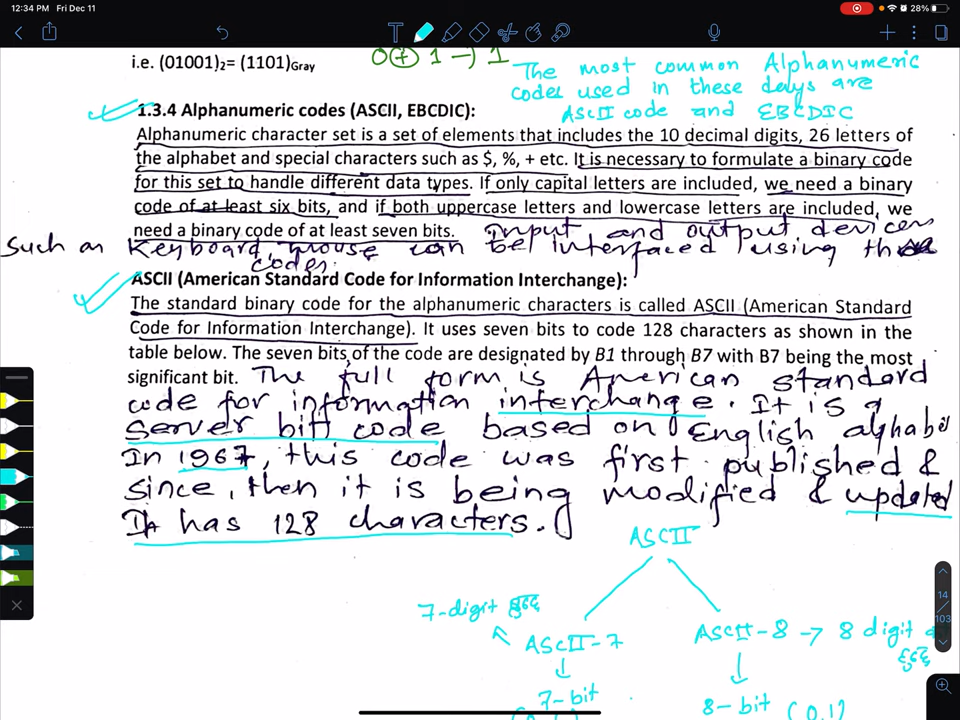 12:34 PM Fri Dec 11
28%
i.e. (01001)₂= (1101)Gray
0 ⊕ 1 → 1
The most common Alphanumeric
codes used in these days are
ASCII code and EBCDIC
1.3.4 Alphanumeric codes (ASCII, EBCDIC):
Alphanumeric character set is a set of elements that includes the 10 decimal digits, 26 letters of
the alphabet and special characters such as $, %, + etc. It is necessary to formulate a binary code
for this set to handle different data types. If only capital letters are included, we need a binary
code of at least six bits, and if both uppercase letters and lowercase letters are included, we
need a binary code of at least seven bits. Input and output devices
Such as Keyboard, mouse can be interfaced using
codes.
ASCII (American Standard Code for Information Interchange):
The standard binary code for the alphanumeric characters is called ASCII (American Standard
Code for Information Interchange). It uses seven bits to code 128 characters as shown in the
table below. The seven bits of the code are designated by B1 through B7 with B7 being the most
significant bit. The full form is American standard
code for information interchange. It is a
server bitt code based on English alphabe
In 1967, this code was first published &
since, then it is being modified & updated
It has 128 characters.
ASCII
7-digit
ASCII-7
ASCII-8 → 8 digit
7-bit
8-bit (0,1)
14
103